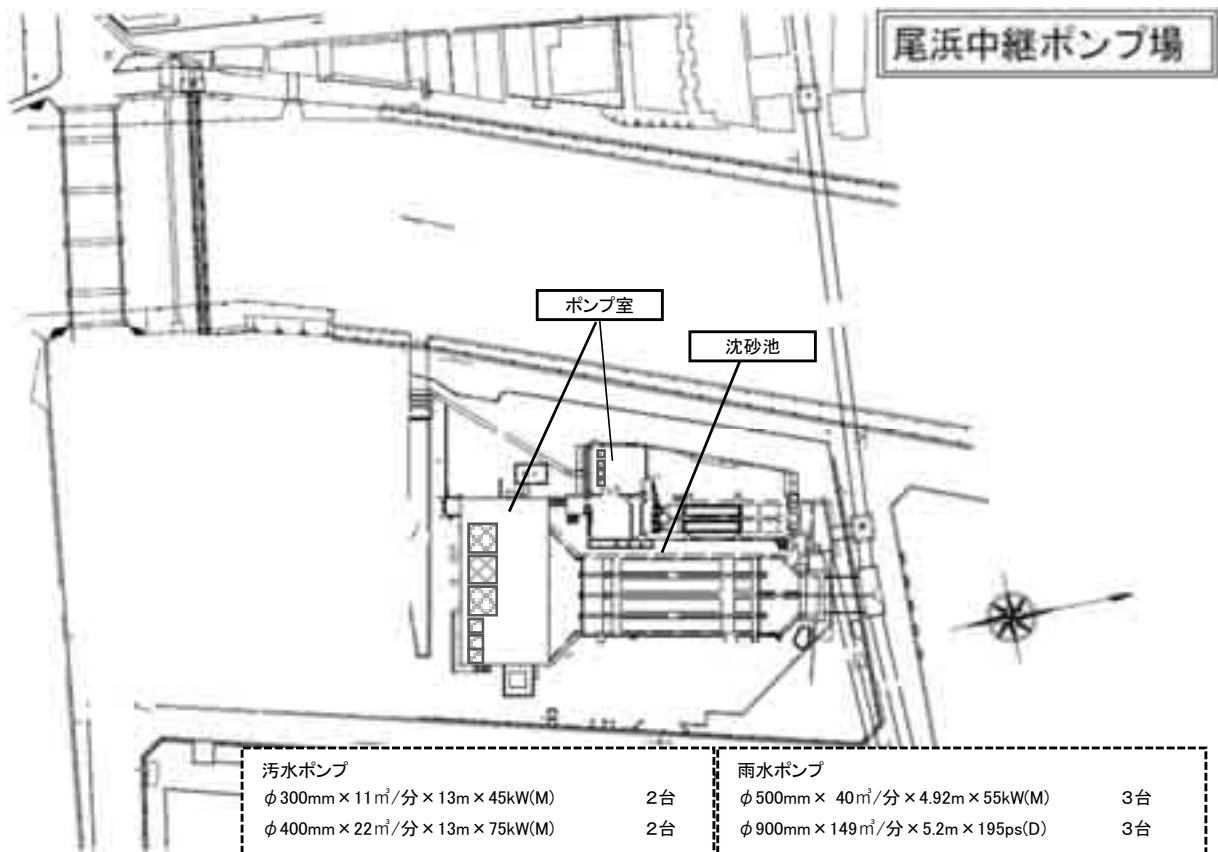 尾浜中継ポンプ場
ポンプ室
沈砂池
汚水ポンプ
φ300mm×11㎥/分×13m×45kW(M) 2台
φ400mm×22㎥/分×13m×75kW(M) 2台
雨水ポンプ
φ500mm× 40㎥/分×4.92m×55kW(M) 3台
φ900mm×149㎥/分×5.2m×195ps(D) 3台